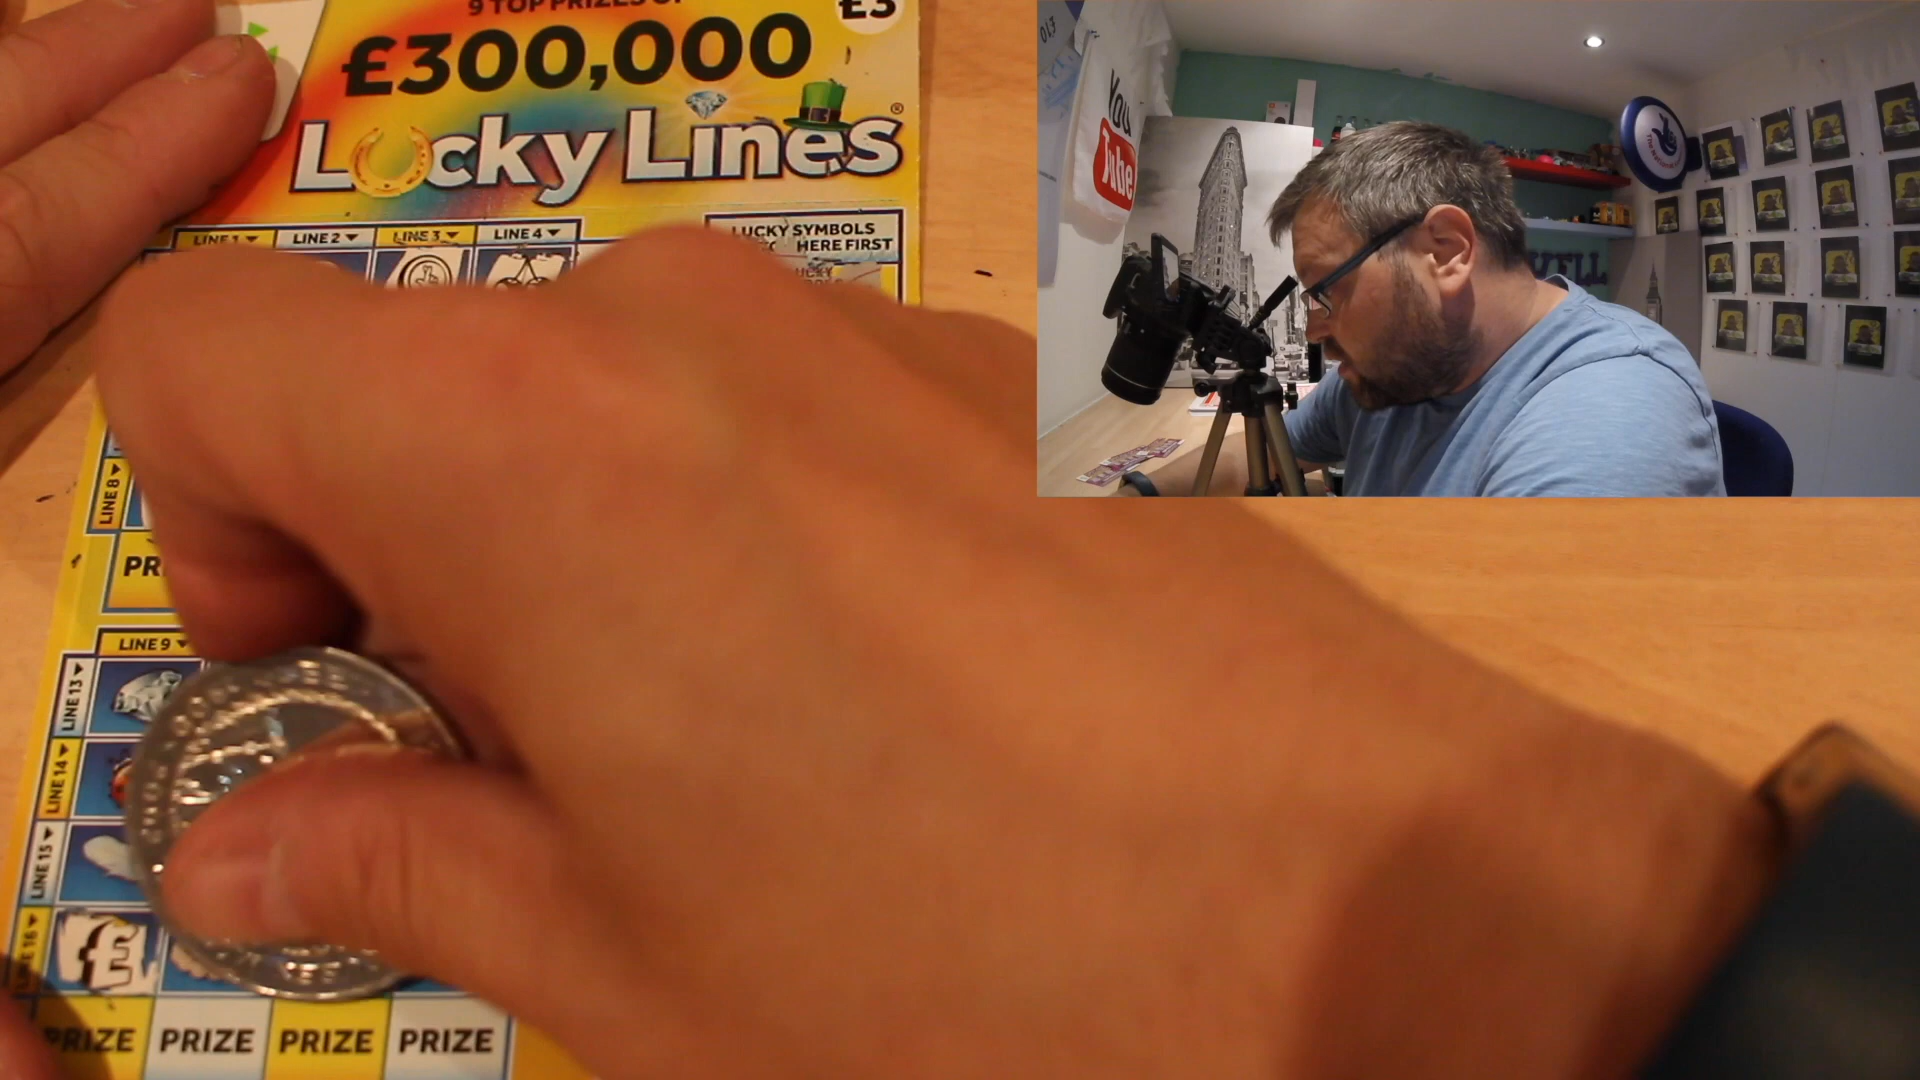 9 TOP PRIZES OF
£3
£300,000
Lucky Lines®
LINE 1 LINE 2 LINE 3 LINE 4
LUCKY SYMBOLS
HERE FIRST
LUCKY
LINE 8
PR
LINE 9
LINE 13
LINE 14
LINE 15
LINE 16
£
PRIZE PRIZE PRIZE PRIZE
You
Tube